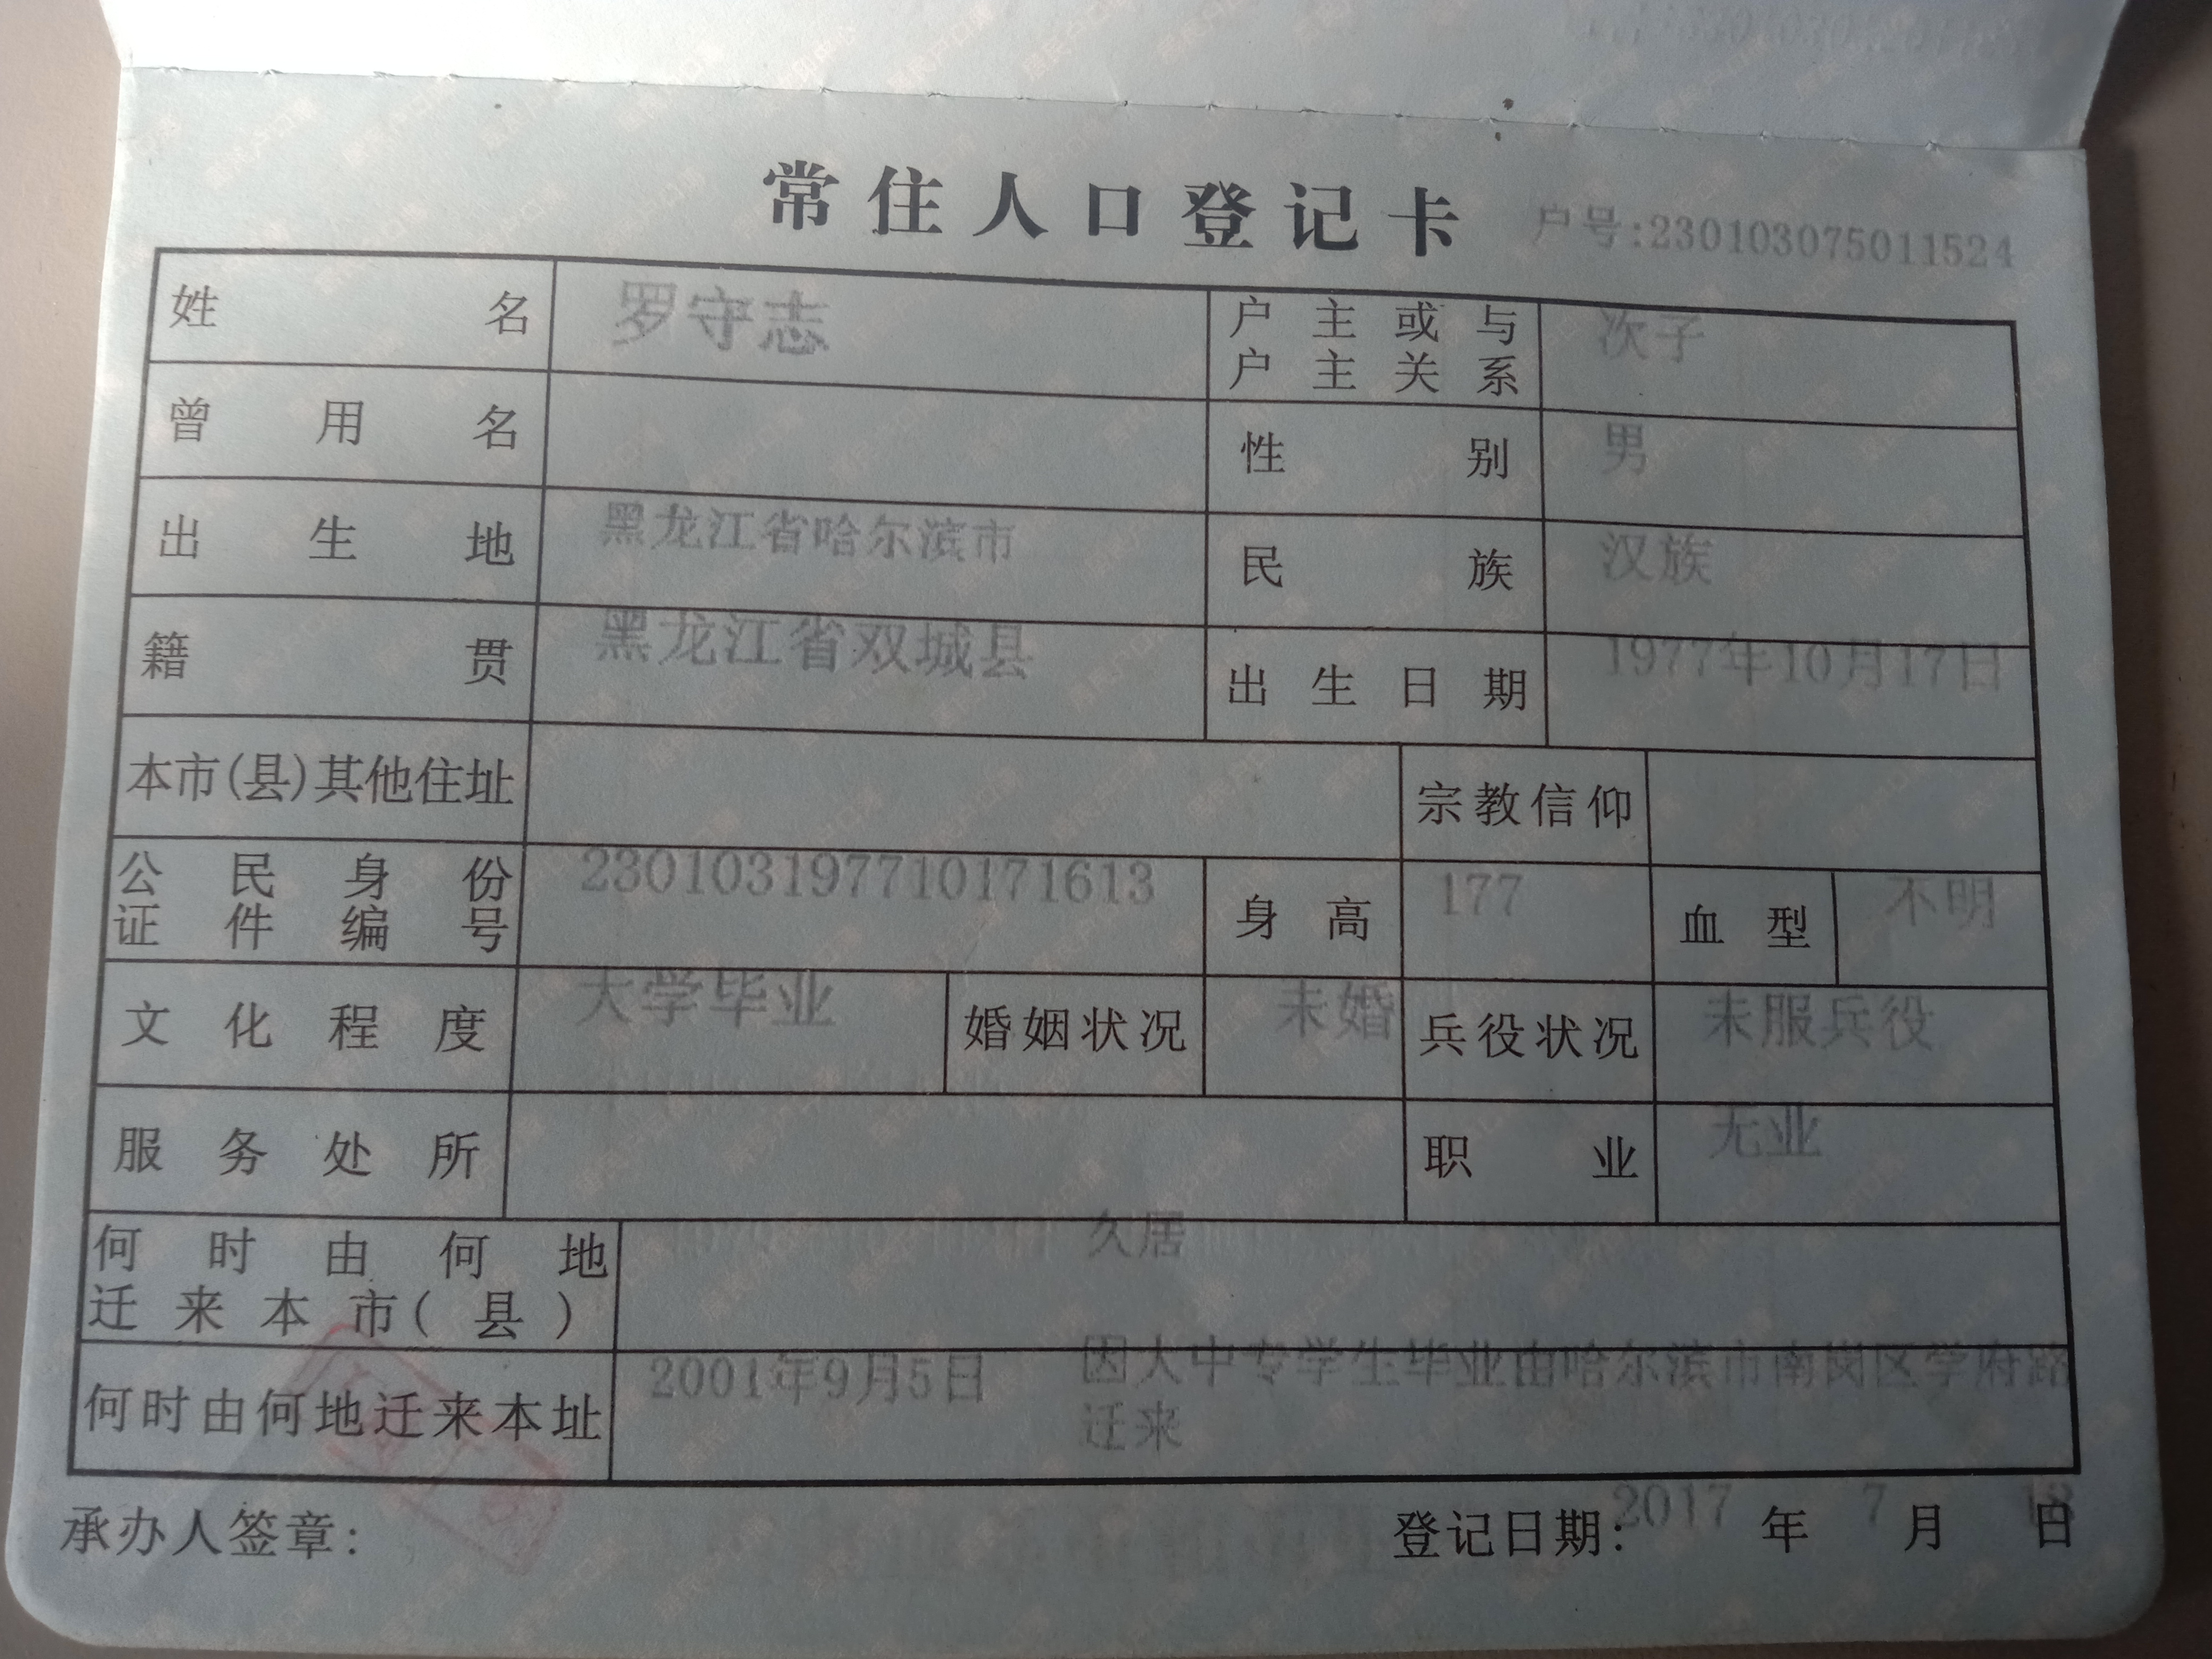 常住人口登记卡 户号:230103075011524
姓名 罗守志 户主或与户主关系 次子
曾用名 性别 男
出生地 黑龙江省哈尔滨市 民族 汉族
籍贯 黑龙江省双城县 出生日期 1977年10月17日
本市(县)其他住址 宗教信仰
公民身份证件编号 230103197710171613 身高 177 血型 不明
文化程度 大学毕业 婚姻状况 未婚 兵役状况 未服兵役
服务处所 职业 无业
何时由何地迁来本市(县) 久居
何时由何地迁来本址 2001年9月5日 因大中专学生毕业由哈尔滨市南岗区学府路
迁来
承办人签章: 登记日期: 2017年7月 日